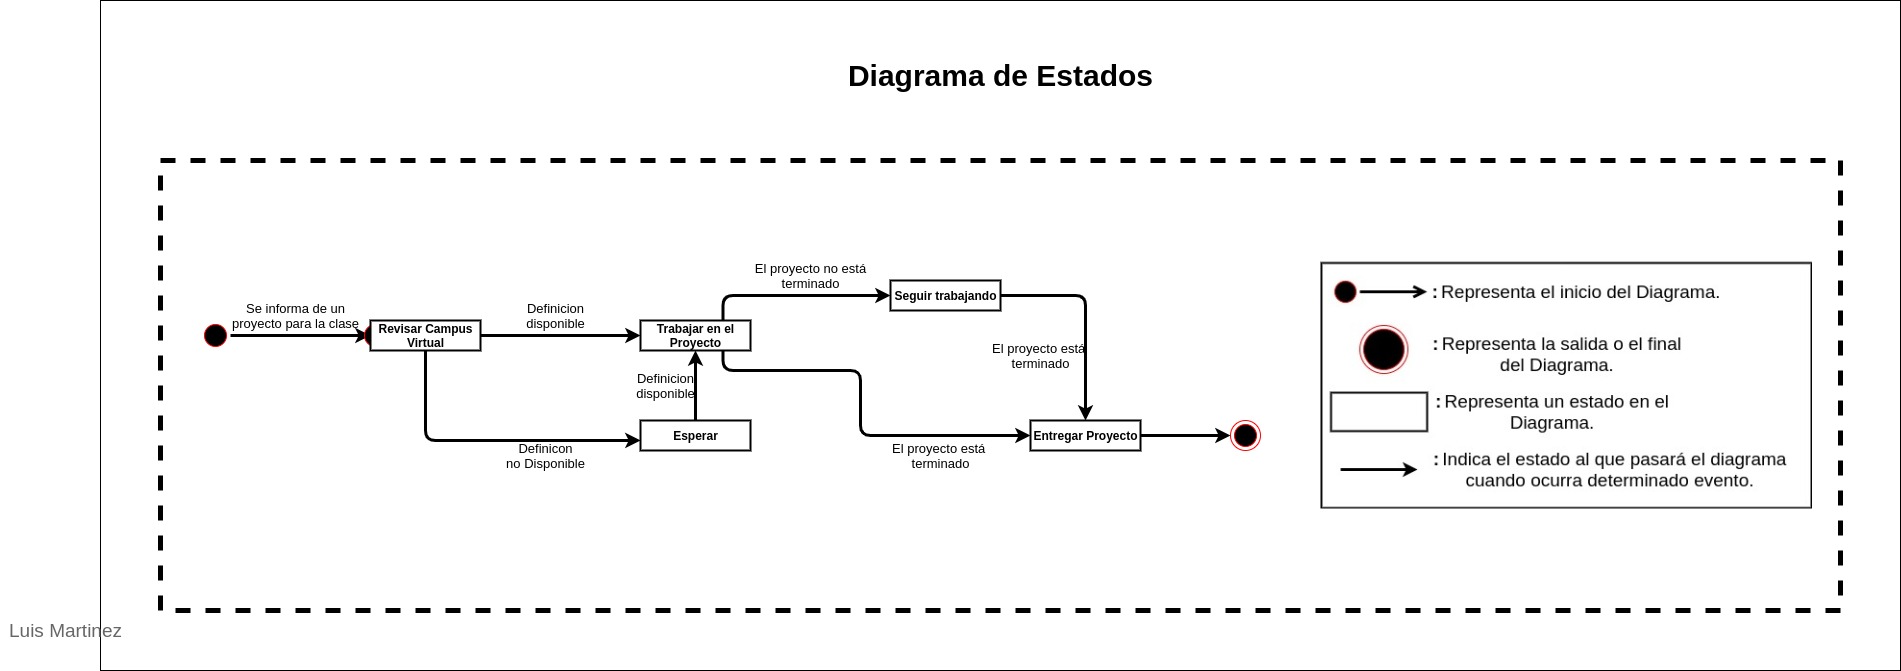 Diagrama de Estados
Se informa de un
proyecto para la clase
Revisar Campus
Virtual
Definicion
disponible
Trabajar en el
Proyecto
El proyecto no está
terminado
Seguir trabajando
El proyecto está
terminado
Definicion
disponible
Esperar
Definicon
no Disponible
El proyecto está
terminado
Entregar Proyecto
: Representa el inicio del Diagrama.
: Representa la salida o el final
del Diagrama.
: Representa un estado en el
Diagrama.
: Indica el estado al que pasará el diagrama
cuando ocurra determinado evento.
Luis Martinez